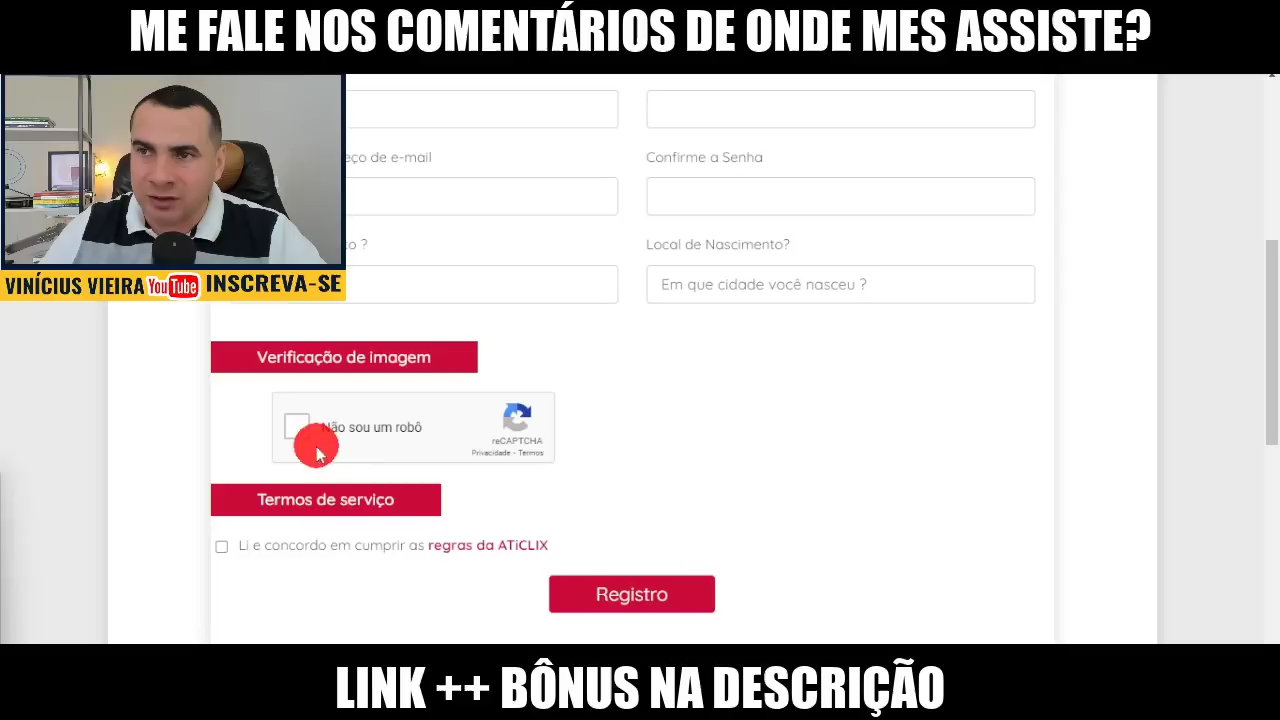 ME FALE NOS COMENTÁRIOS DE ONDE MES ASSISTE?
eço de e-mail
Confirme a Senha
o ?
Local de Nascimento?
VINÍCIUS VIEIRA YouTube INSCREVA-SE
Em que cidade você nasceu ?
Verificação de imagem
Não sou um robô
reCAPTCHA
Privacidade - Termos
Termos de serviço
Li e concordo em cumprir as regras da ATiCLIX
Registro
LINK ++ BÔNUS NA DESCRIÇÃO